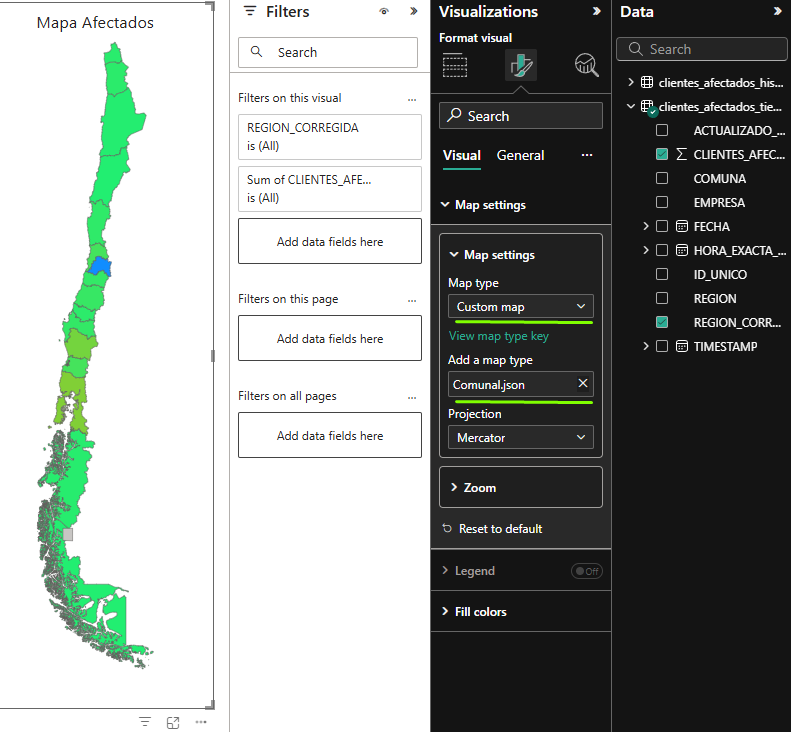 Mapa Afectados
Filters
Search
Filters on this visual
...
REGION_CORREGIDA
is (All)
Sum of CLIENTES_AFE...
is (All)
Add data fields here
Filters on this page
...
Add data fields here
Filters on all pages
...
Add data fields here
Visualizations
Format visual
Search
Visual
General
...
Map settings
Map settings
Map type
Custom map
View map type key
Add a map type
Comunal.json
Projection
Mercator
Zoom
Reset to default
Legend
Off
Fill colors
Data
Search
clientes_afectados_his...
clientes_afectados_tie...
ACTUALIZADO_...
CLIENTES_AFEC...
COMUNA
EMPRESA
FECHA
HORA_EXACTA_...
ID_UNICO
REGION
REGION_CORR...
TIMESTAMP